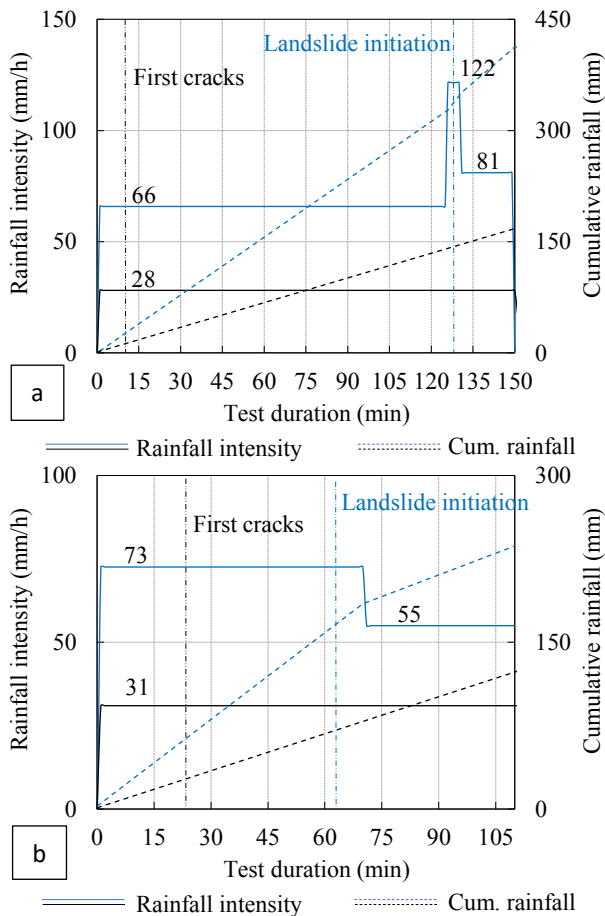 150
450
Landslide initiation
122
First cracks
100
300
81
66
50
150
28
0
0
0 15 30 45 60 75 90 105 120 135 150
Rainfall intensity (mm/h)
Cumulative rainfall (mm)
a
Test duration (min)
Rainfall intensity
Cum. rainfall
100
300
Landslide initiation
First cracks
73
55
50
150
31
0
0
0 15 30 45 60 75 90 105
Rainfall intensity (mm/h)
Cumulative rainfall (mm)
b
Test duration (min)
Rainfall intensity
Cum. rainfall